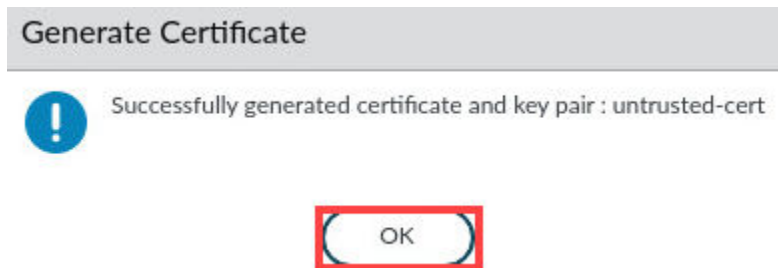 Generate Certificate
Successfully generated certificate and key pair : untrusted-cert
OK